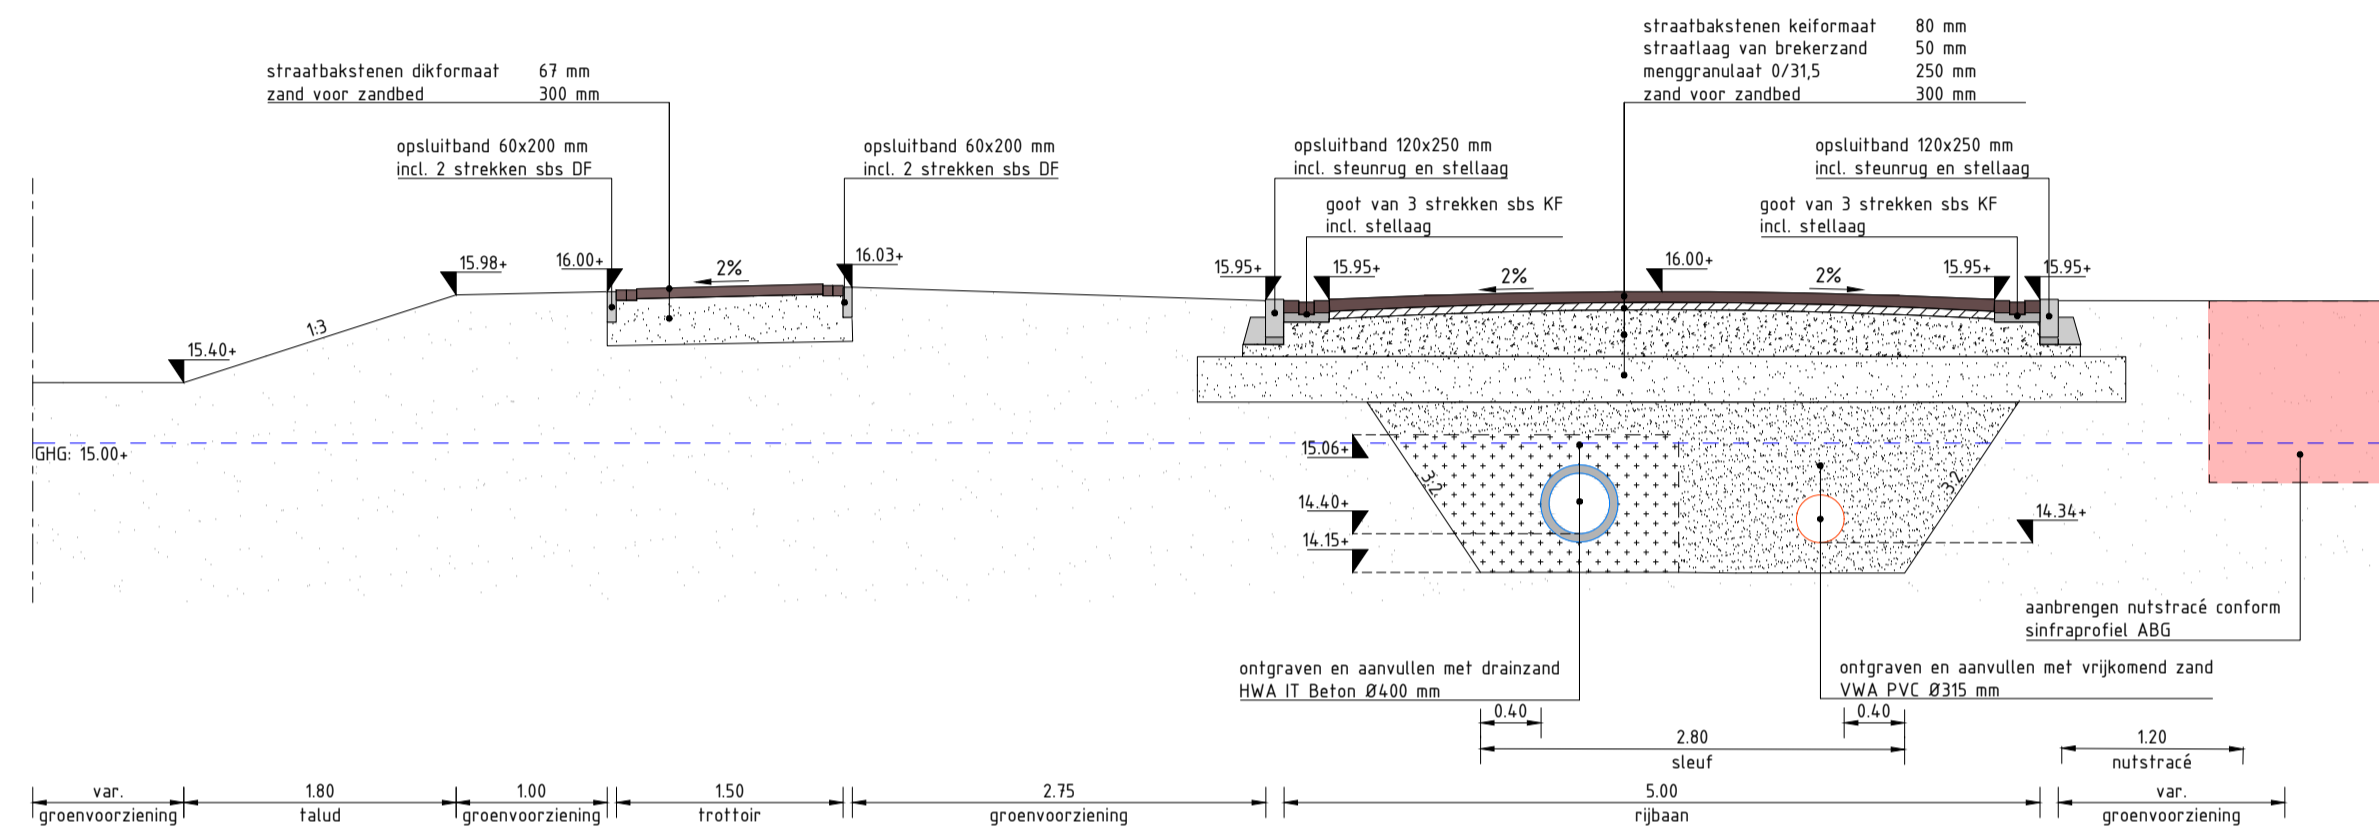 straatbakstenen keiformaat 80 mm
straatlaag van brekerzand 50 mm
menggranulaat 0/31,5 250 mm
zand voor zandbed 300 mm
straatbakstenen dikformaat 67 mm
zand voor zandbed 300 mm
opsluitband 60x200 mm
incl. 2 strekken sbs DF
opsluitband 60x200 mm
incl. 2 strekken sbs DF
opsluitband 120x250 mm
incl. steunrug en stellaag
opsluitband 120x250 mm
incl. steunrug en stellaag
goot van 3 strekken sbs KF
incl. stellaag
goot van 3 strekken sbs KF
incl. stellaag
15.98+
16.00+
2%
16.03+
15.95+
15.95+
2%
16.00+
2%
15.95+
15.95+
1:3
15.40+
GHG: 15.00+
15.06+
3:2
3:2
14.40+
14.15+
14.34+
aanbrengen nutstracé conform
sinfraprofiel ABG
ontgraven en aanvullen met drainzand
HWA IT Beton Ø400 mm
ontgraven en aanvullen met vrijkomend zand
VWA PVC Ø315 mm
0.40
0.40
2.80
sleuf
1.20
nutstracé
var.
groenvoorziening
1.80
talud
1.00
groenvoorziening
1.50
trottoir
2.75
groenvoorziening
5.00
rijbaan
var.
groenvoorziening